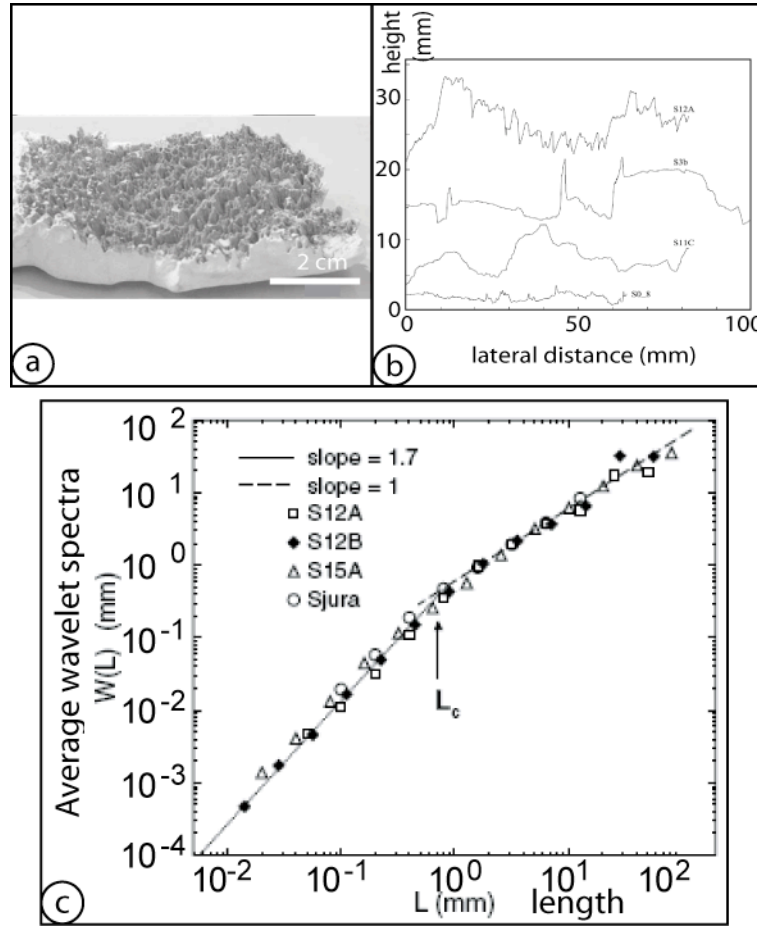 2 cm
a
height
(mm)
30
20
10
0
S12A
S3b
S11C
S0_8
0
50
100
lateral distance (mm)
b
Average wavelet spectra
W(L) (mm)
10 2
10 1
10 0
10 -1
10 -2
10 -3
10 -4
slope = 1.7
slope = 1
S12A
S12B
S15A
Sjura
Lc
10 -2
10 -1
10 0
10 1
10 2
L (mm) length
c